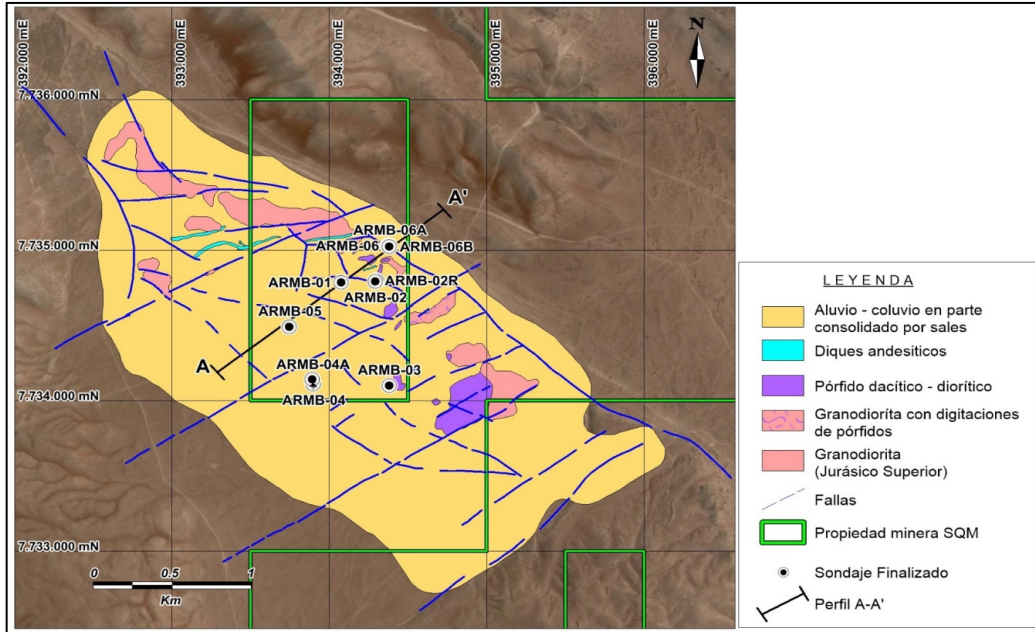 392.000 mE
393.000 mE
394.000 mE
395.000 mE
396.000 mE
N
7.736.000 mN
A'
ARMB-06A
7.735.000 mN
ARMB-06
ARMB-06B
ARMB-01
ARMB-02R
ARMB-02
ARMB-05
A
ARMB-04A
ARMB-03
7.734.000 mN
ARMB-04
7.733.000 mN
0
0.5
1
Km
LEYENDA
Aluvio - coluvio en parte
consolidado por sales
Diques andesiticos
Pórfido dacítico - diorítico
Granodioríta con digitaciones
de pórfidos
Granodiorita
(Jurásico Superior)
Fallas
Propiedad minera SQM
Sondaje Finalizado
Perfil A-A'